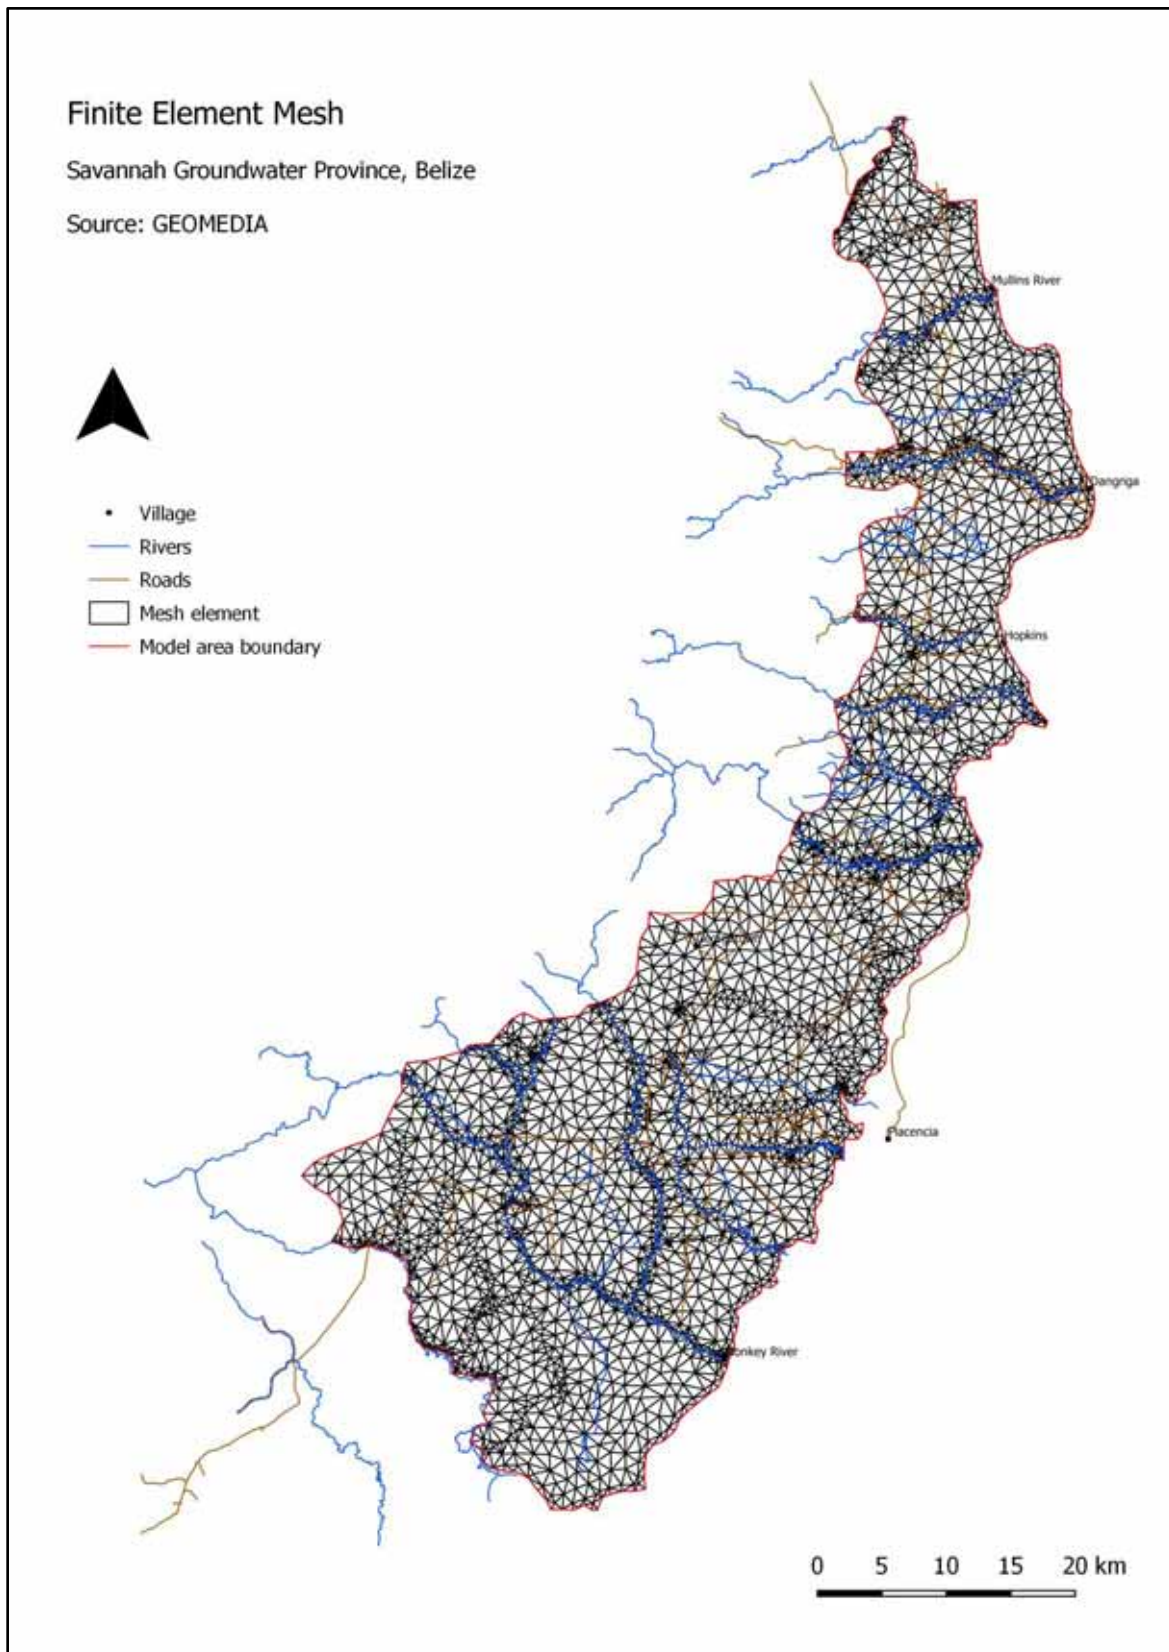 Finite Element Mesh
Savannah Groundwater Province, Belize
Source: GEOMEDIA
Mullins River
Dangriga
Village
Rivers
Roads
Mesh element
Model area boundary
Hopkins
Placencia
Monkey River
0 5 10 15 20 km